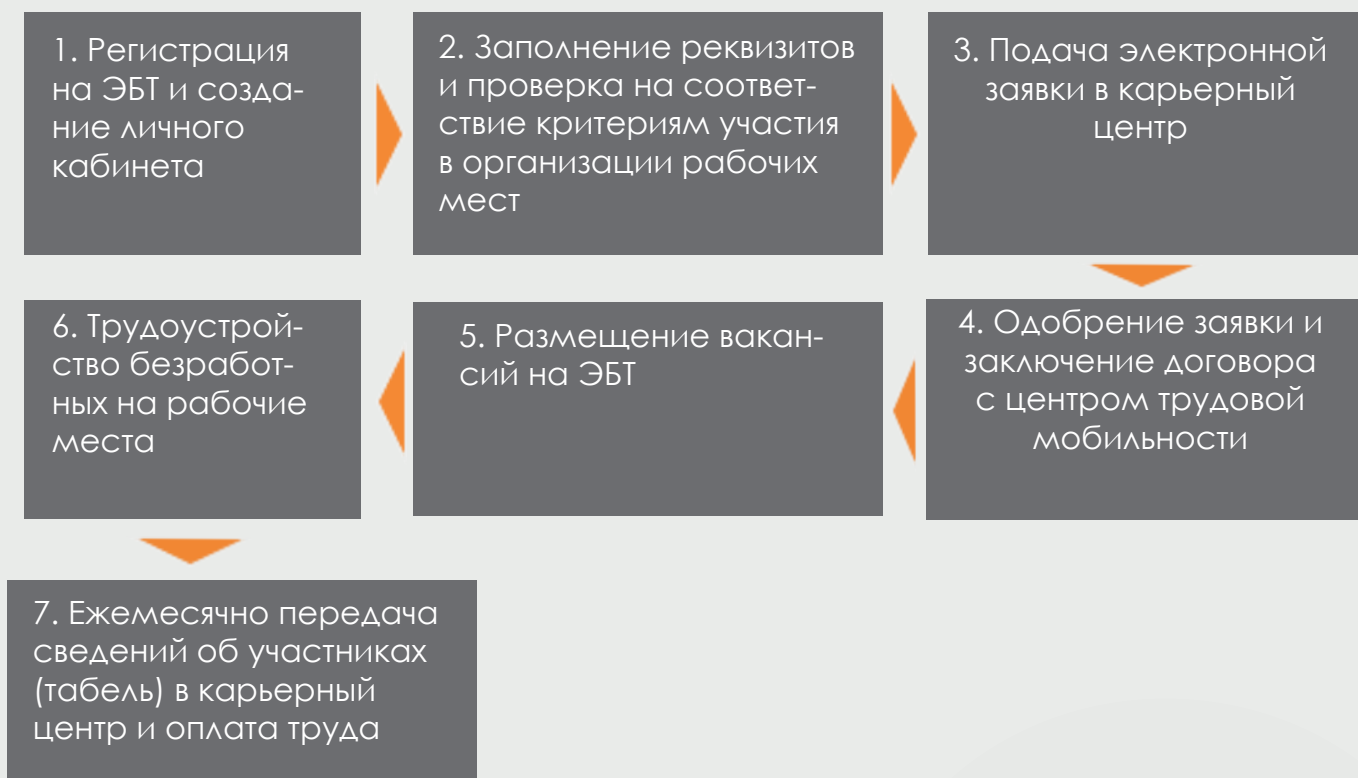 1. Регистрация
на ЭБТ и созда-
ние личного
кабинета
2. Заполнение реквизитов
и проверка на соответ-
ствие критериям участия
в организации рабочих
мест
3. Подача электронной
заявки в карьерный
центр
4. Одобрение заявки и
заключение договора
с центром трудовой
мобильности
5. Размещение вакан-
сий на ЭБТ
6. Трудоустрой-
ство безработ-
ных на рабочие
места
7. Ежемесячно передача
сведений об участниках
(табель) в карьерный
центр и оплата труда